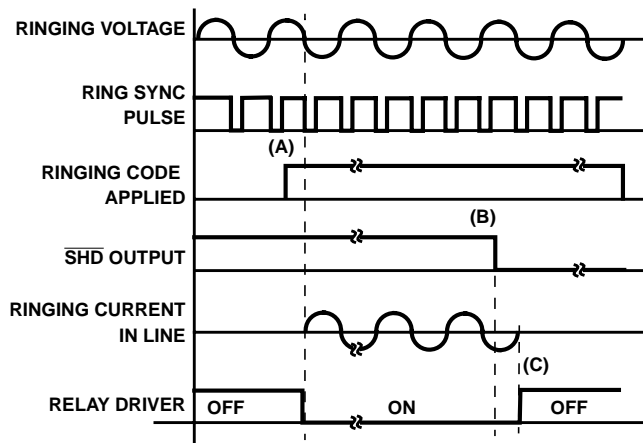 RINGING VOLTAGE
RING SYNC
PULSE
(A)
RINGING CODE
APPLIED
(B)
SHD OUTPUT
RINGING CURRENT
IN LINE
(C)
RELAY DRIVER
OFF
ON
OFF